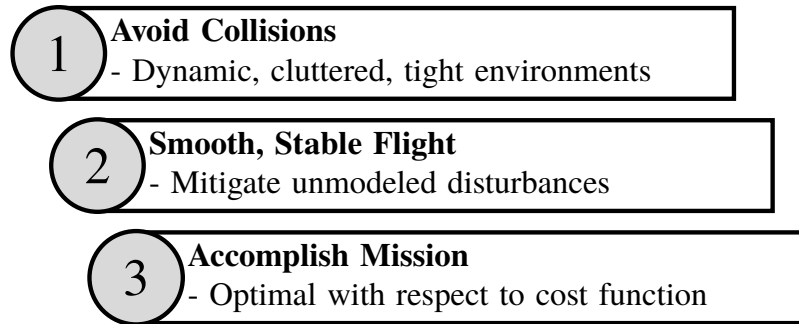 1
Avoid Collisions
- Dynamic, cluttered, tight environments
2
Smooth, Stable Flight
- Mitigate unmodeled disturbances
3
Accomplish Mission
- Optimal with respect to cost function